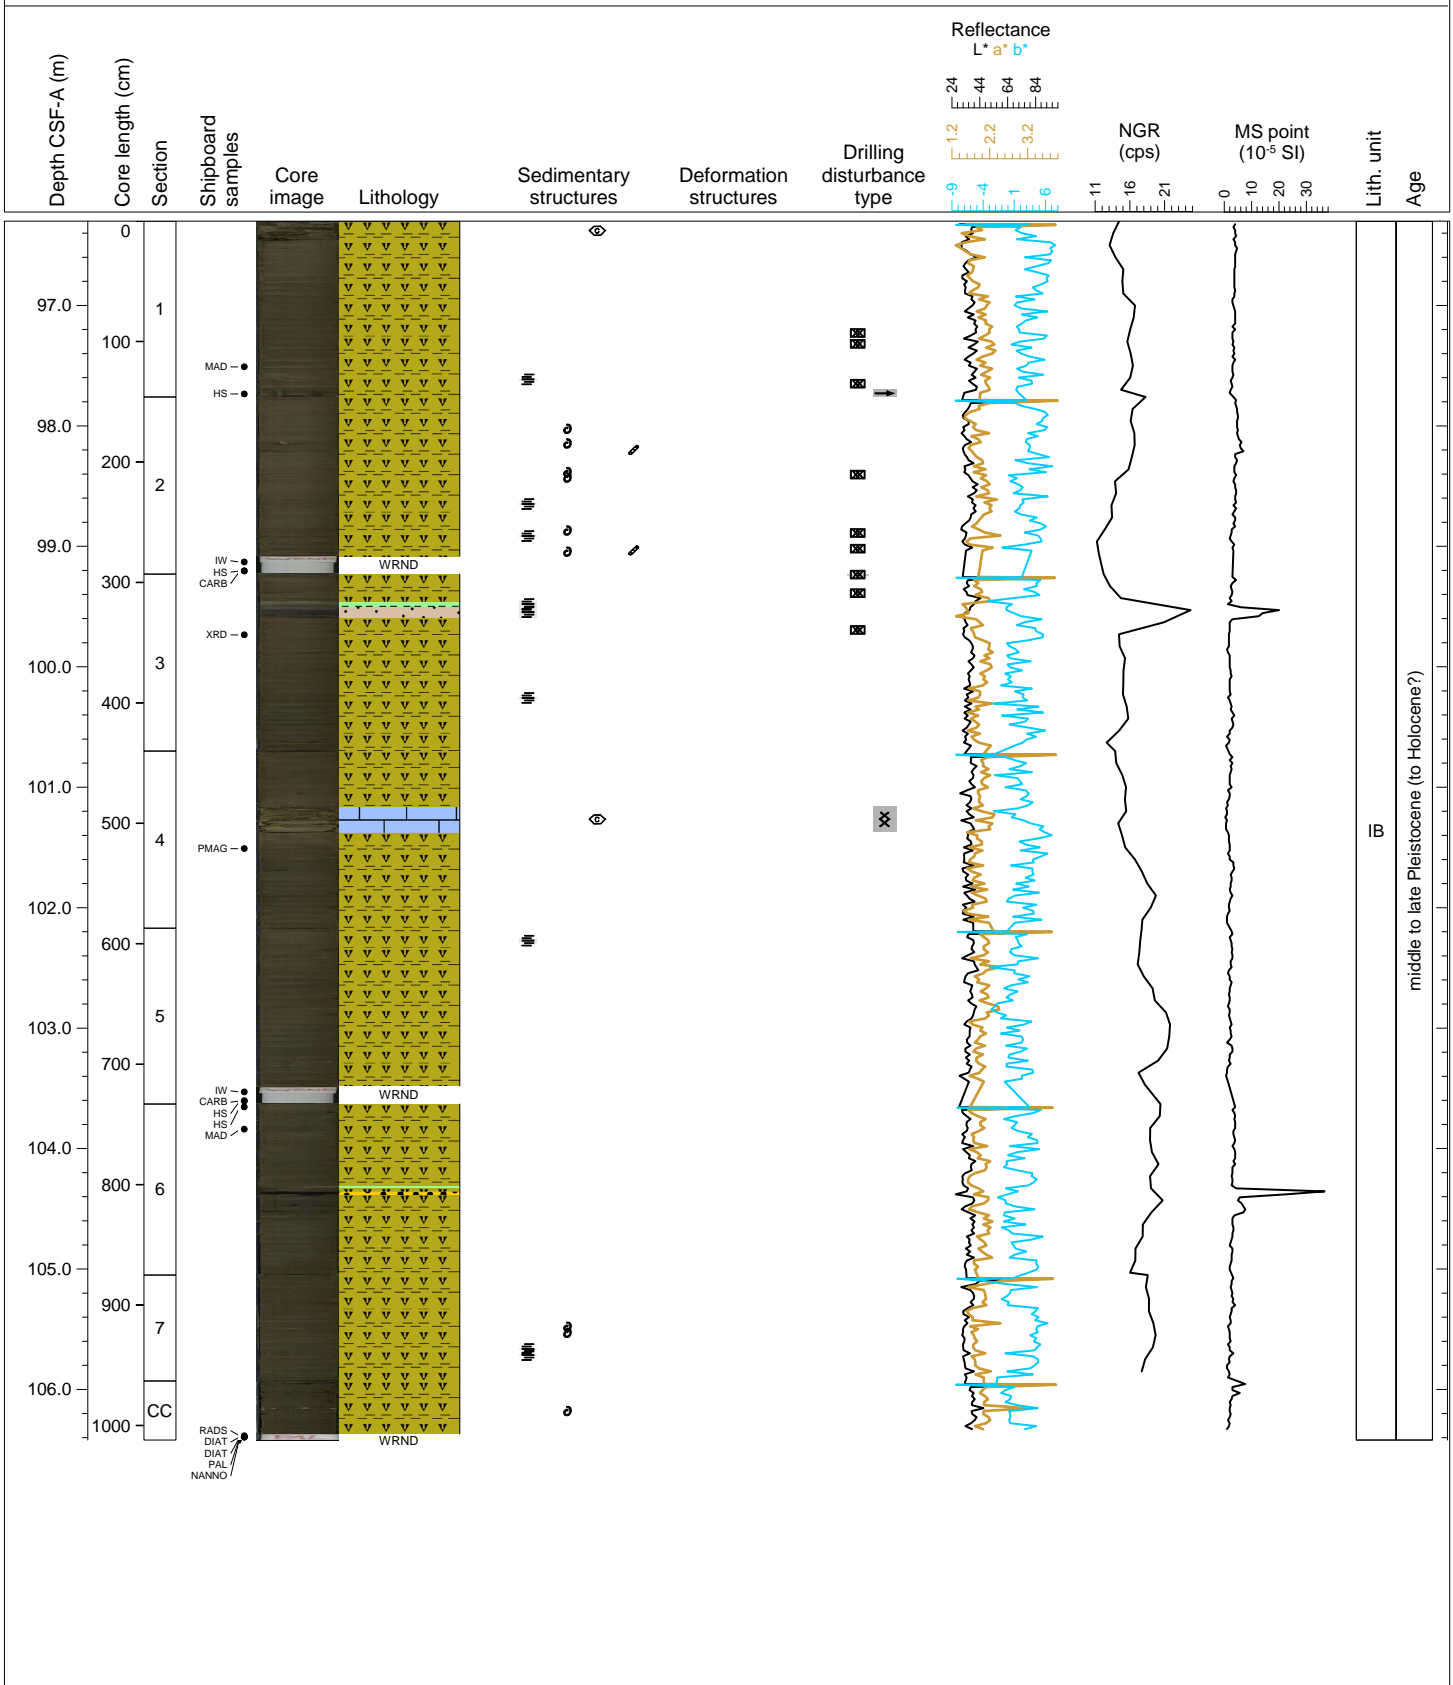 Depth CSF-A (m)
Core length (cm)
Section
Shipboard
samples
Core
image
Lithology
Sedimentary
structures
Deformation
structures
Drilling
disturbance
type
Reflectance
L* a* b*
24 44 64 84
1.2 2.2 3.2
-9 -4 1 6
NGR
(cps)
11 16 21
MS point
(10⁻⁵ SI)
0 10 20 30
Lith. unit
Age
0
c
97.0
1
100
MAD
HS
98.0
200
2
99.0
IW
HS
CARB
WRND
300
XRD
100.0
3
400
101.0
500
c
4
PMAG
IB
102.0
600
middle to late Pleistocene (to Holocene?)
5
103.0
700
IW
CARB
HS
HS
MAD
WRND
104.0
800
6
105.0
900
7
106.0
CC
1000
RADS
DIAT
DIAT
PAL
NANNO
PAL
WRND